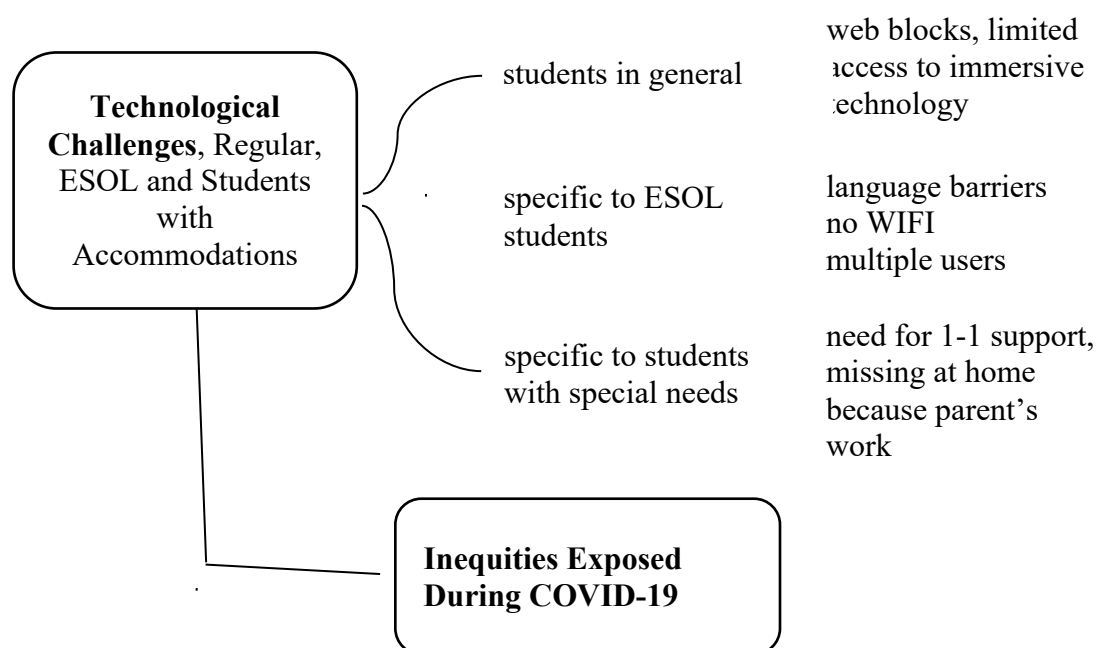 Technological
Challenges, Regular,
ESOL and Students
with
Accommodations
students in general
web blocks, limited
access to immersive
technology
specific to ESOL
students
language barriers
no WIFI
multiple users
specific to students
with special needs
need for 1-1 support,
missing at home
because parent’s
work
Inequities Exposed
During COVID-19